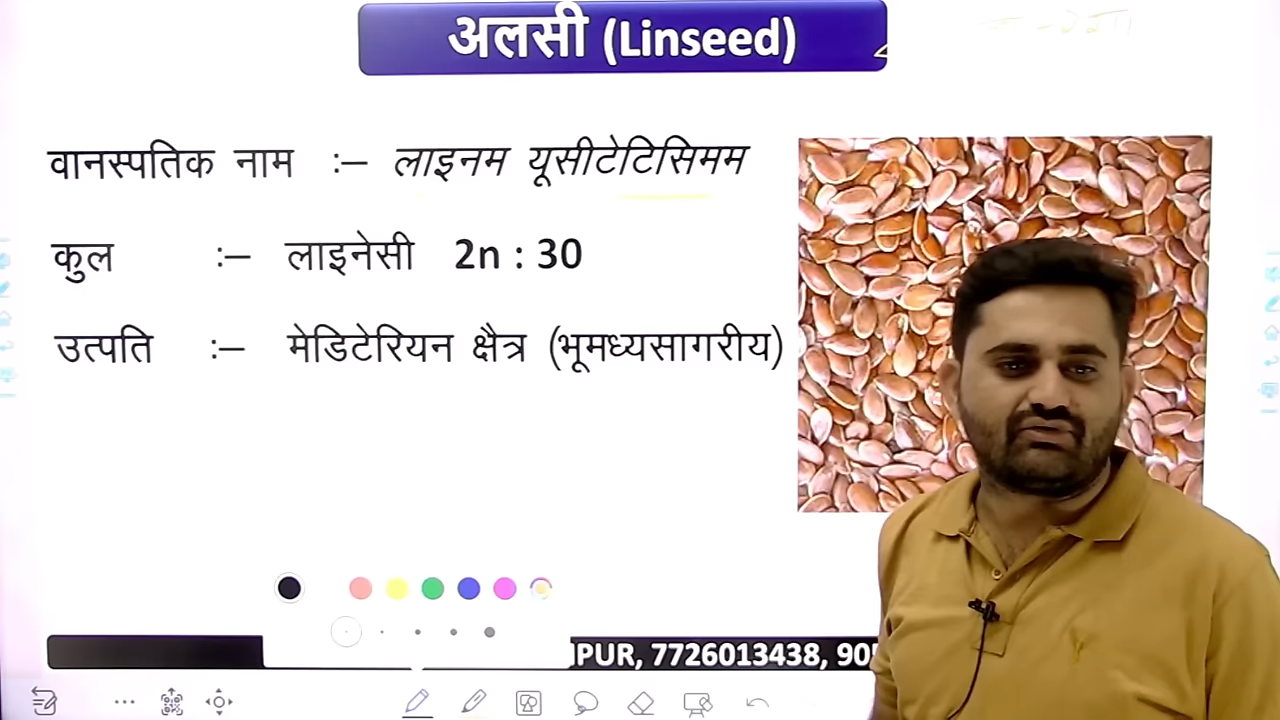 अलसी (Linseed)
वानस्पतिक नाम :– लाइनम यूसीटेटिसिमम
कुल :– लाइनेसी 2n : 30
उत्पति :– मेडिटेरियन क्षैत्र (भूमध्यसागरीय)
PUR, 7726013438, 90